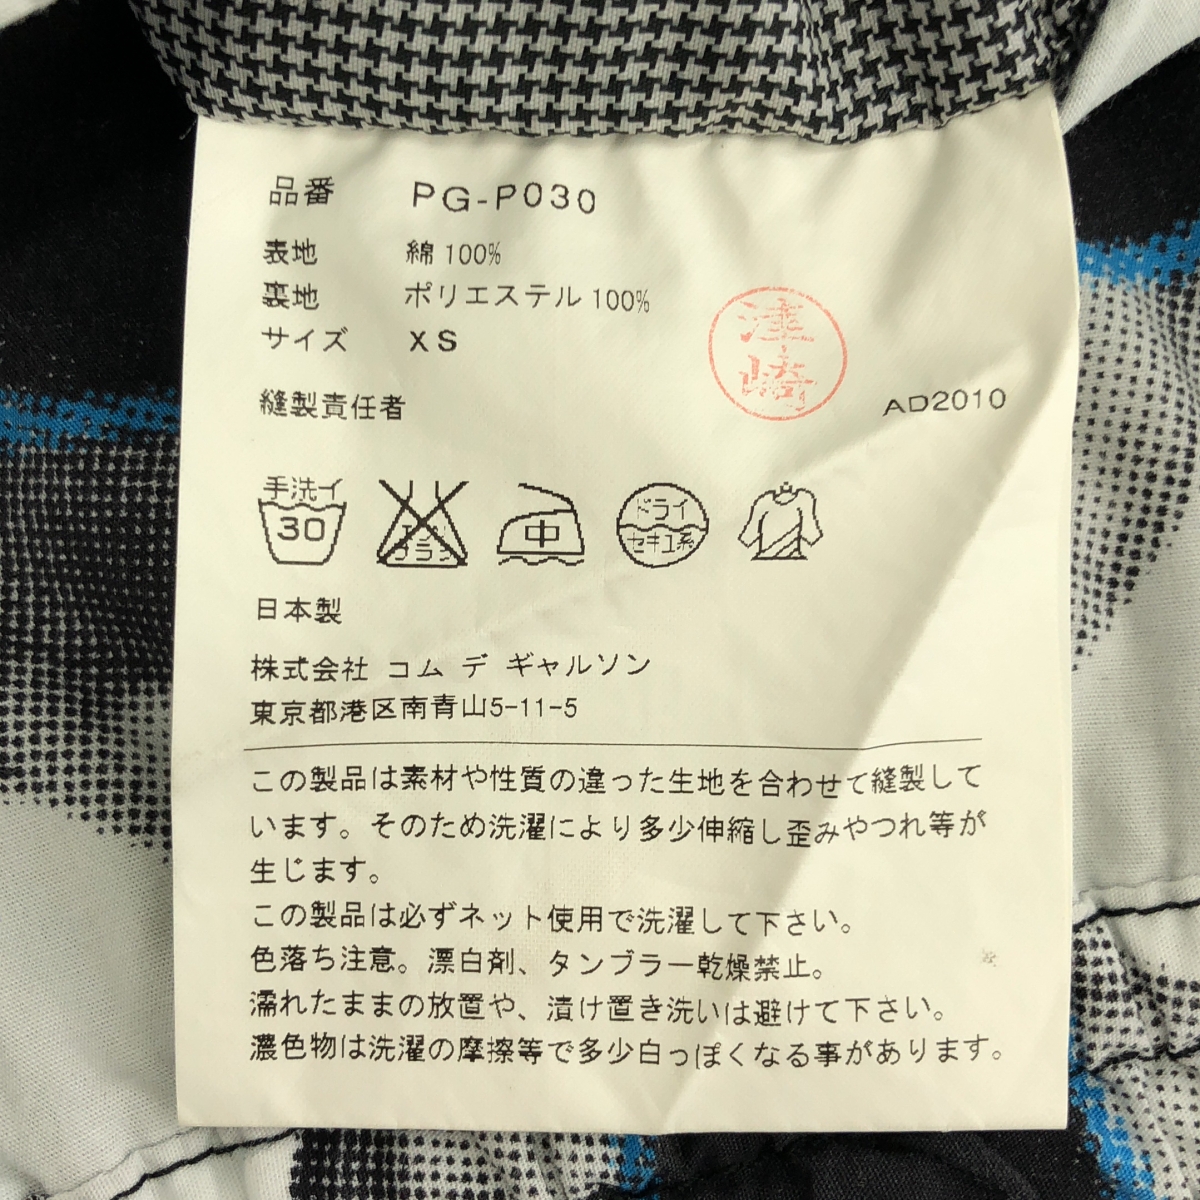 品番 PG-P030
表地 綿 100%
裏地 ポリエステル 100%
サイズ XS
津崎
縫製責任者
AD2010
手洗イ
30
エンソ
サラシ
中
ドライ
セキユ系
日本製
株式会社 コム デ ギャルソン
東京都港区南青山5-11-5
この製品は素材や性質の違った生地を合わせて縫製して
います。そのため洗濯により多少伸縮し歪みやつれ等が
生じます。
この製品は必ずネット使用で洗濯して下さい。
色落ち注意。漂白剤、タンブラー乾燥禁止。
濡れたままの放置や、漬け置き洗いは避けて下さい。
濃色物は洗濯の摩擦等で多少白っぽくなる事があります。